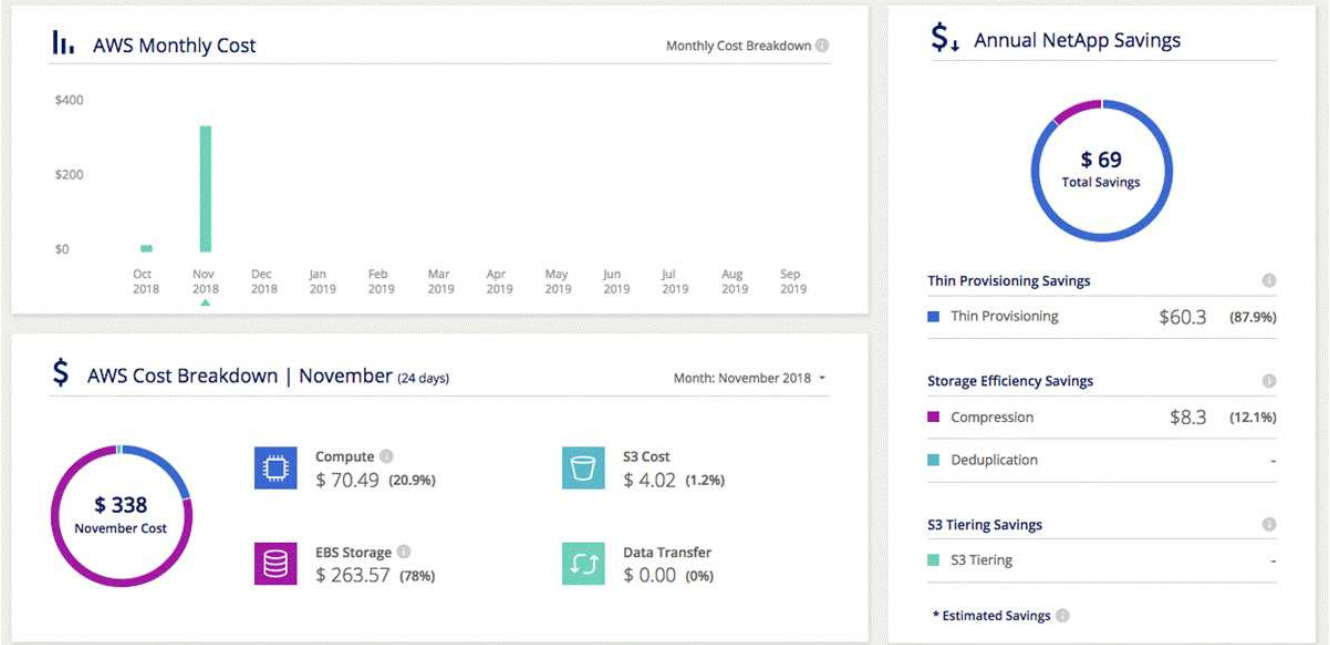 AWS Monthly Cost
Monthly Cost Breakdown
$400
$200
$0
Oct Nov Dec Jan Feb Mar Apr May Jun Jul Aug Sep
2018 2018 2018 2019 2019 2019 2019 2019 2019 2019 2019 2019
AWS Cost Breakdown | November (24 days)
Month: November 2018
$ 338
November Cost
Compute
$ 70.49 (20.9%)
S3 Cost
$ 4.02 (1.2%)
EBS Storage
$ 263.57 (78%)
Data Transfer
$ 0.00 (0%)
Annual NetApp Savings
$ 69
Total Savings
Thin Provisioning Savings
Thin Provisioning $60.3 (87.9%)
Storage Efficiency Savings
Compression $8.3 (12.1%)
Deduplication -
S3 Tiering Savings
S3 Tiering -
* Estimated Savings